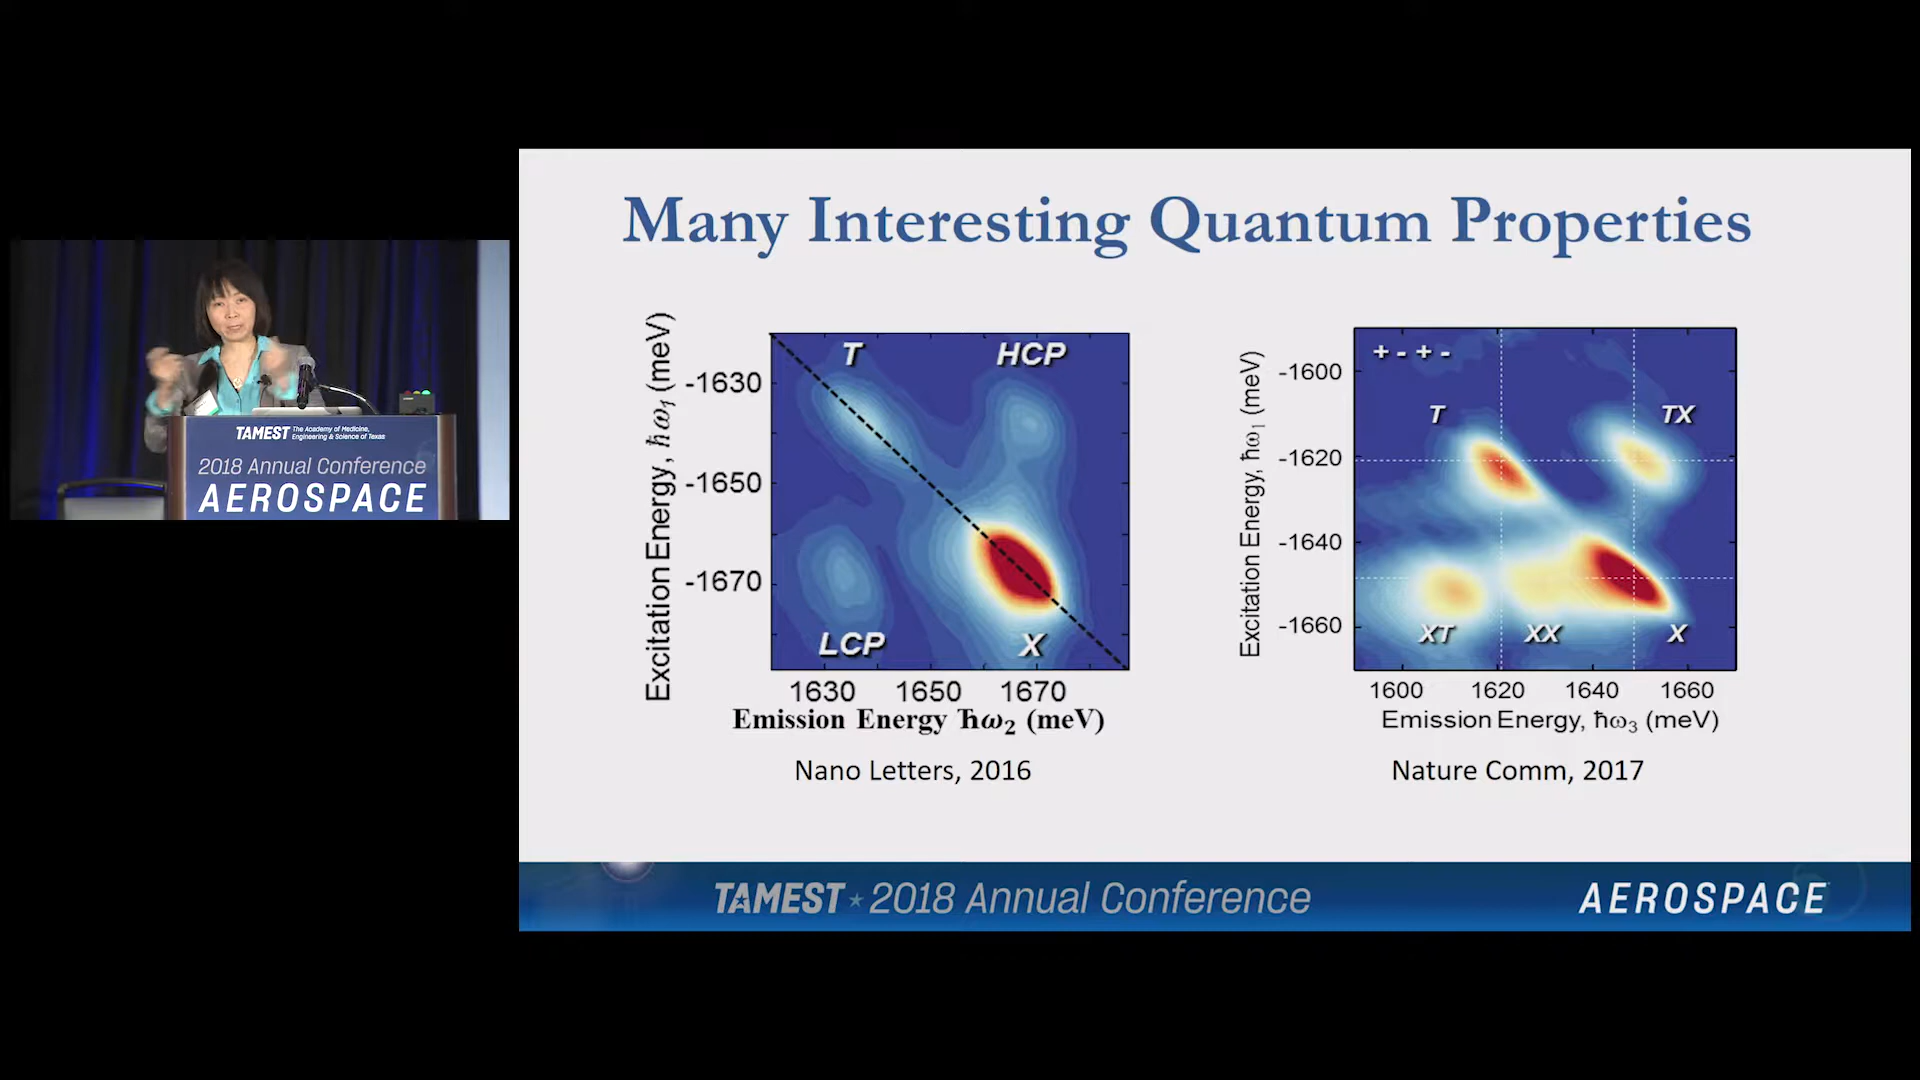 TAMEST The Academy of Medicine,
Engineering & Science of Texas
2018 Annual Conference
AEROSPACE
Many Interesting Quantum Properties
Excitation Energy, ħω1 (meV)
-1630
-1650
-1670
T
HCP
LCP
X
1630 1650 1670
Emission Energy ħω2 (meV)
Nano Letters, 2016
Excitation Energy, ħω1 (meV)
-1600
-1620
-1640
-1660
+ - + -
T
TX
XT
XX
X
1600 1620 1640 1660
Emission Energy, ħω3 (meV)
Nature Comm, 2017
TAMEST ★ 2018 Annual Conference
AEROSPACE